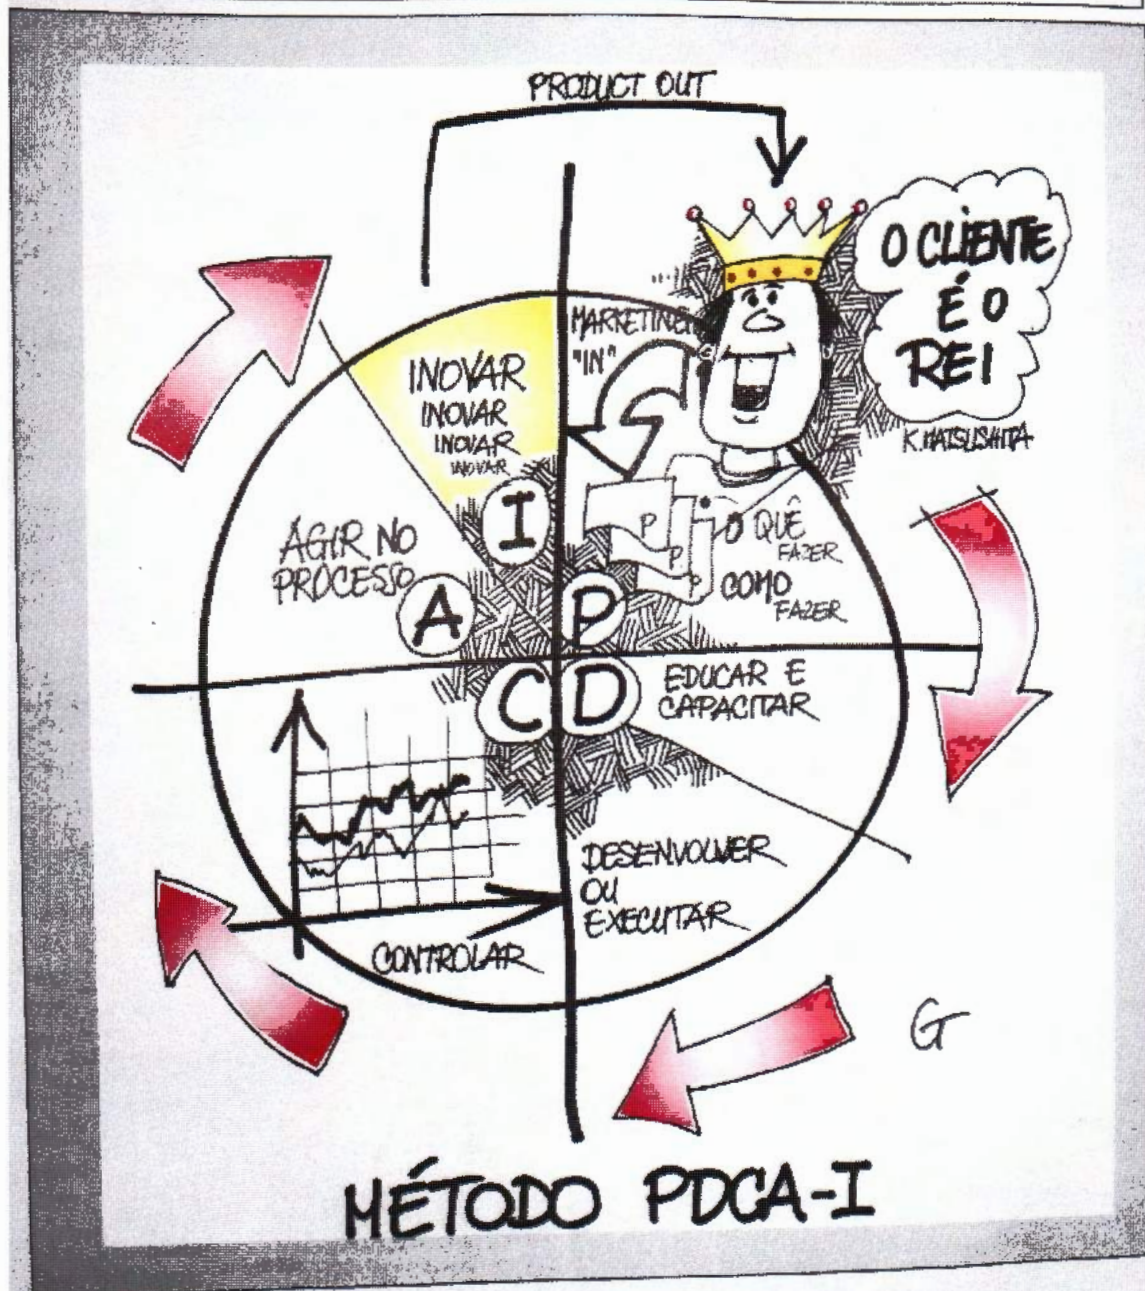 PRODUCT OUT
O CLIENTE
É O
REI
K. MATSUSHITA
MARKETING
"IN"
INOVAR
INOVAR
INOVAR
INOVAR
I
P
P
P
O QUÊ
FAZER
COMO
FAZER
AGIR NO
PROCESSO
A
P
C
D
EDUCAR E
CAPACITAR
DESENVOLVER
OU
EXECUTAR
CONTROLAR
G
MÉTODO PDCA-I